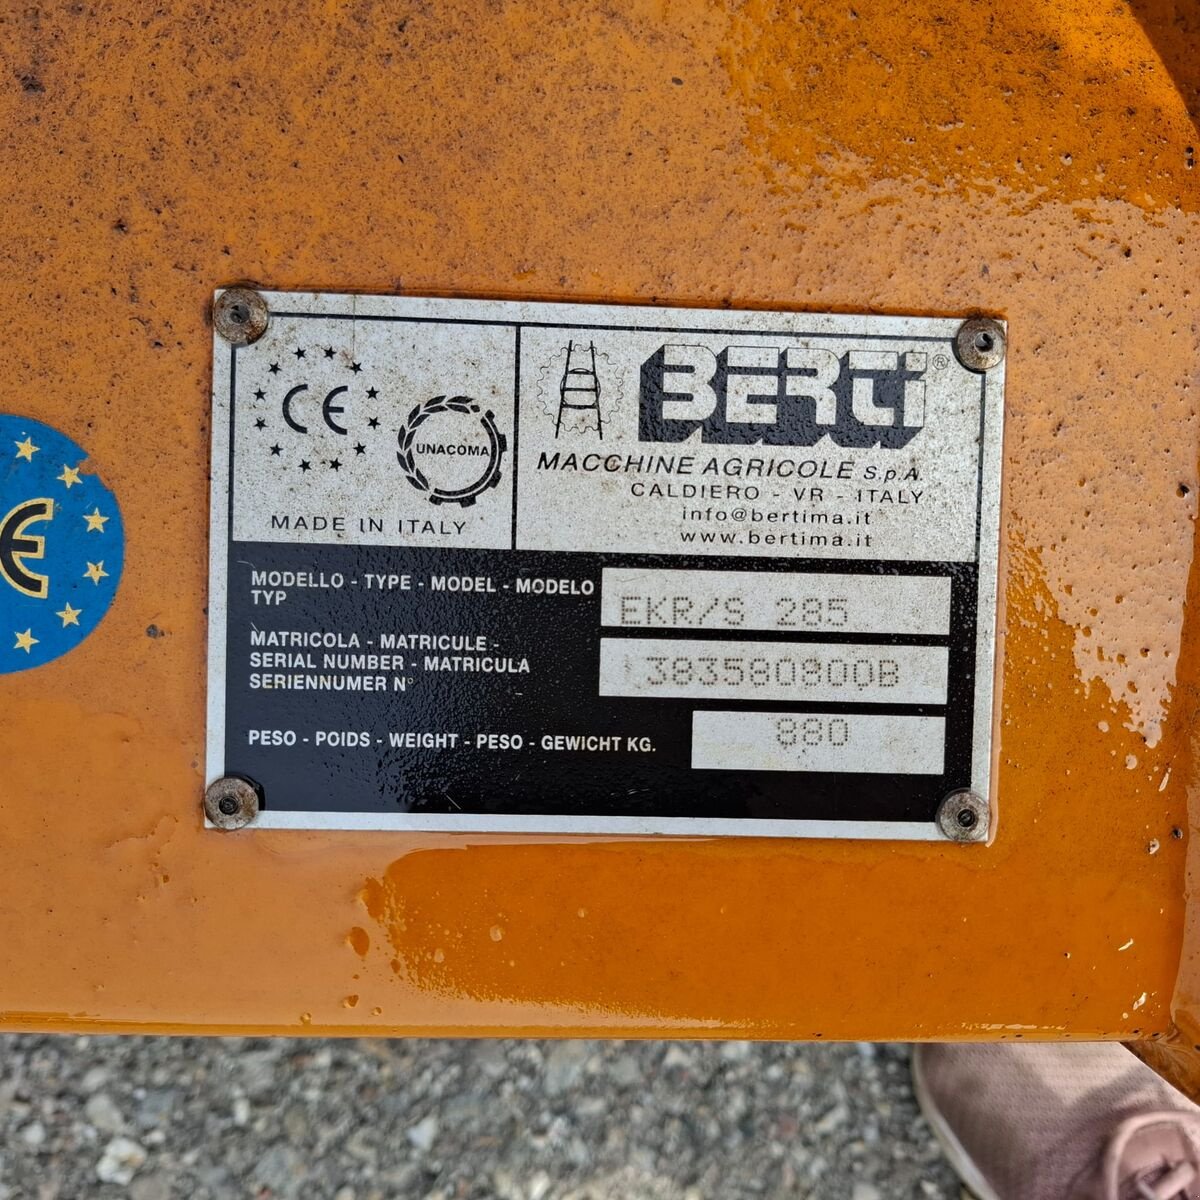 CE
UNACOMA
MADE IN ITALY
BERTI®
MACCHINE AGRICOLE S.p.A.
CALDIERO - VR - ITALY
info@bertima.it
www.bertima.it
CE
MODELLO - TYPE - MODEL - MODELO
TYP
EKR/S 285
MATRICOLA - MATRICULE -
SERIAL NUMBER - MATRICULA
SERIENNUMER N°
383580800B
PESO - POIDS - WEIGHT - PESO - GEWICHT KG.
880